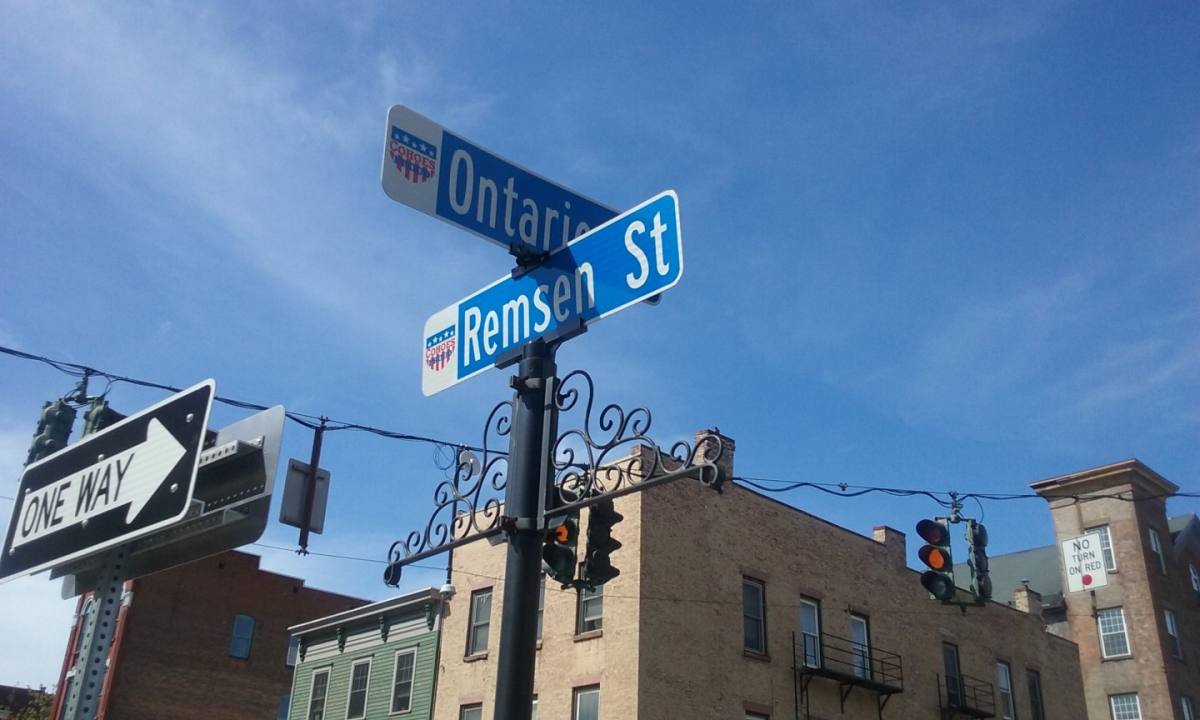 COHOES
Ontario
COHOES
Remsen St
ONE WAY
NO
TURN
ON RED